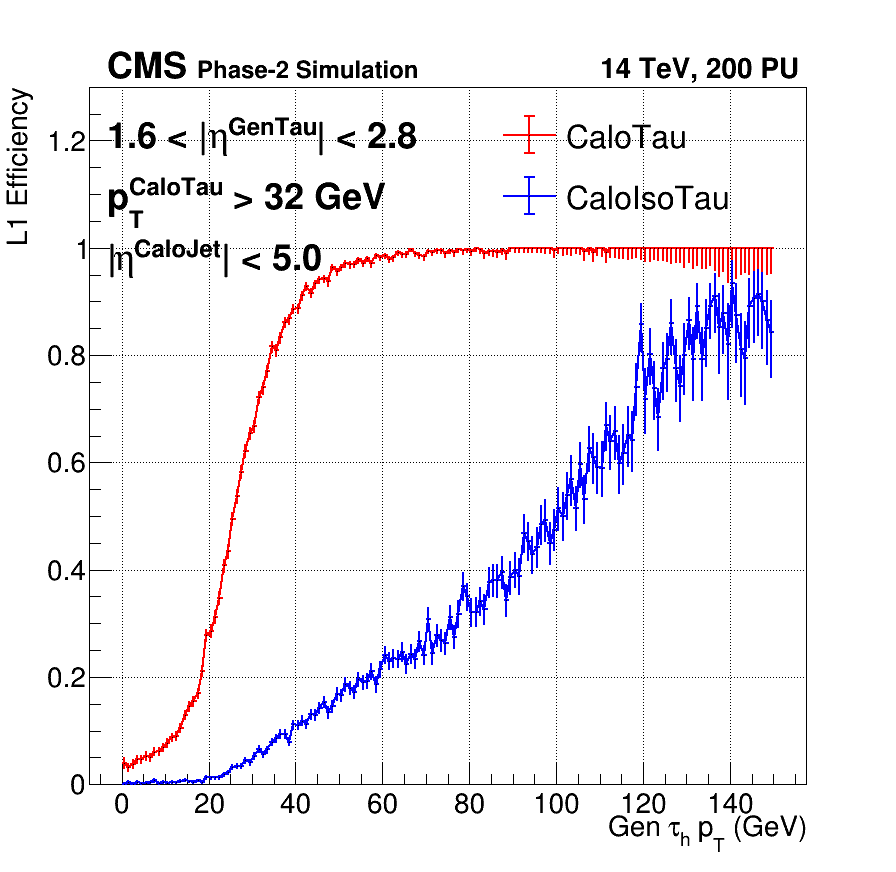 CMS Phase-2 Simulation 14 TeV, 200 PU
L1 Efficiency
1.6 < |η^GenTau| < 2.8
p_T^CaloTau > 32 GeV
|η^CaloJet| < 5.0
CaloTau
CaloIsoTau
1.2
1
0.8
0.6
0.4
0.2
0
0 20 40 60 80 100 120 140
Gen τ_h p_T (GeV)